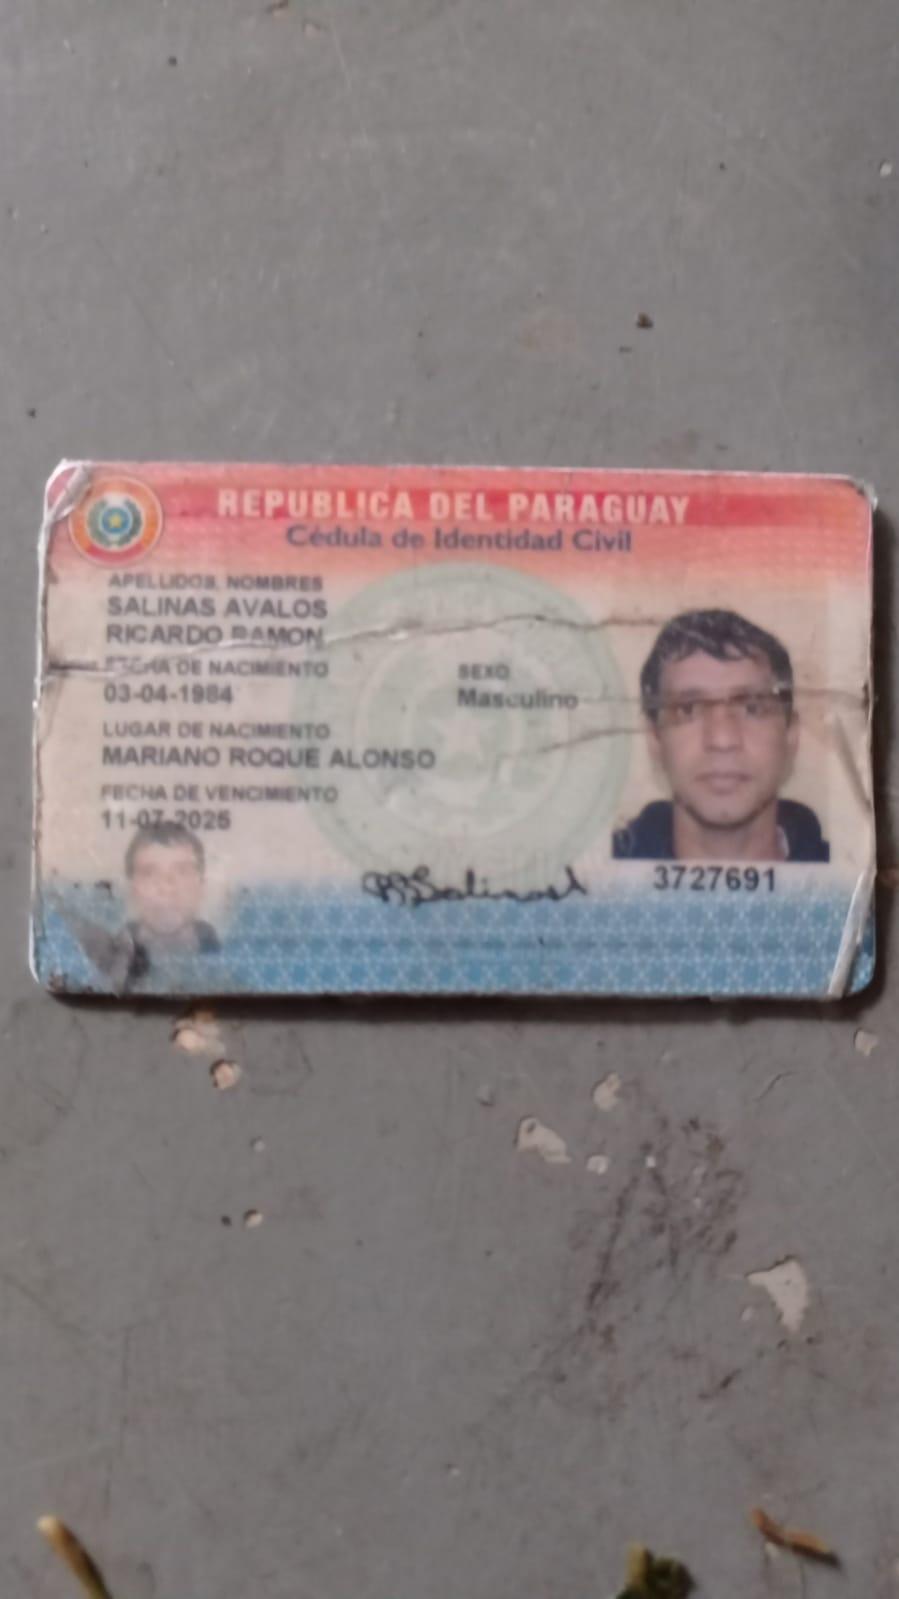 REPUBLICA DEL PARAGUAY
Cédula de Identidad Civil
APELLIDOS, NOMBRES
SALINAS AVALOS
RICARDO RAMON
FECHA DE NACIMIENTO
03-04-1984
SEXO
Masculino
LUGAR DE NACIMIENTO
MARIANO ROQUE ALONSO
FECHA DE VENCIMIENTO
11-07-2025
3727691